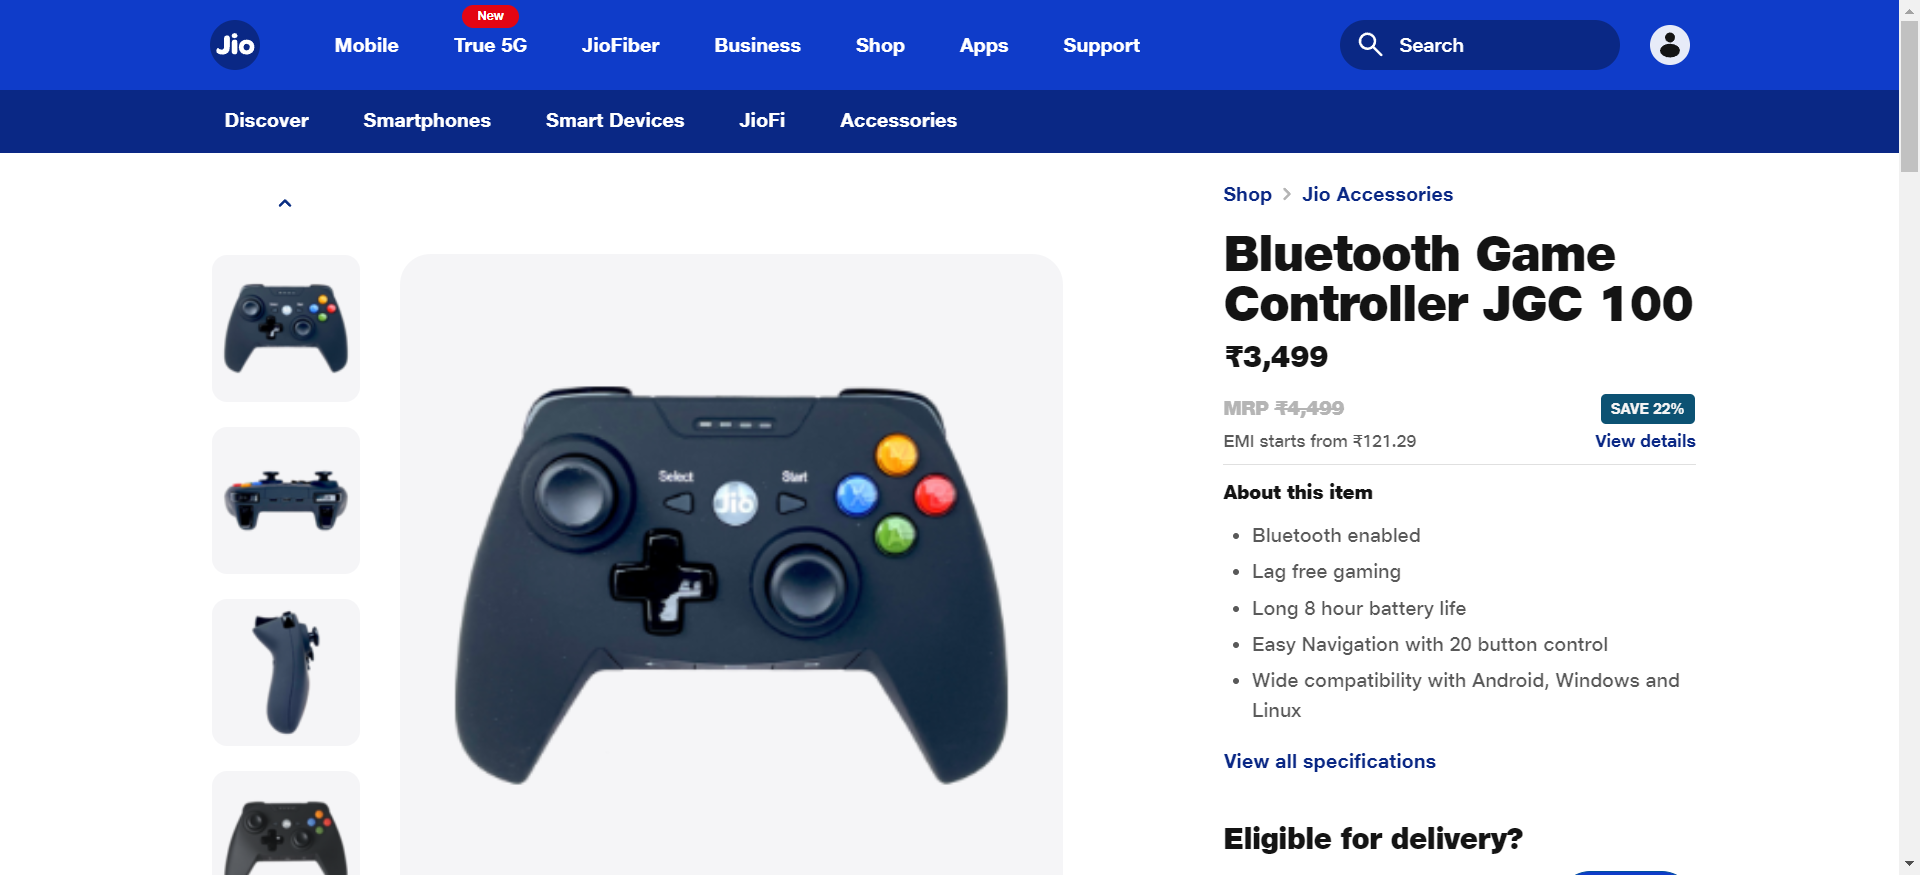 New
Jio
Mobile
True 5G
JioFiber
Business
Shop
Apps
Support
Search
Discover
Smartphones
Smart Devices
JioFi
Accessories
Shop
Jio Accessories
Bluetooth Game
Controller JGC 100
₹3,499
MRP ₹4,499
SAVE 22%
EMI starts from ₹121.29
View details
About this item
Bluetooth enabled
Lag free gaming
Long 8 hour battery life
Easy Navigation with 20 button control
Wide compatibility with Android, Windows and
Linux
View all specifications
Eligible for delivery?
Select
Start
Jio
Y
X
B
A